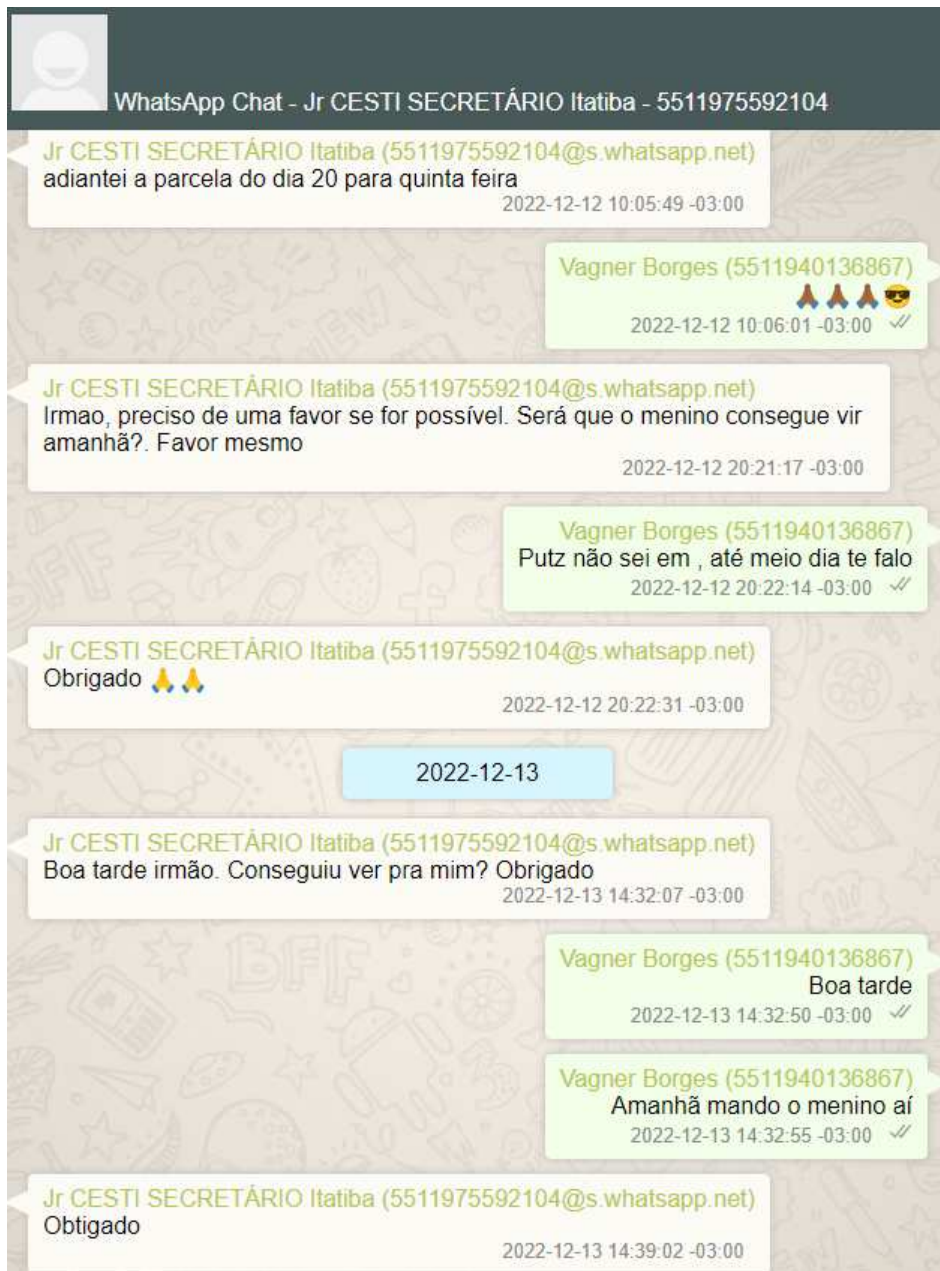 WhatsApp Chat - Jr CESTI SECRETÁRIO Itatiba - 5511975592104
Jr CESTI SECRETÁRIO Itatiba (5511975592104@s.whatsapp.net)
adiantei a parcela do dia 20 para quinta feira
2022-12-12 10:05:49 -03:00
Vagner Borges (5511940136867)
🙏🏾🙏🏾🙏🏾😎
2022-12-12 10:06:01 -03:00
Jr CESTI SECRETÁRIO Itatiba (5511975592104@s.whatsapp.net)
Irmao, preciso de uma favor se for possível. Será que o menino consegue vir
amanhã?. Favor mesmo
2022-12-12 20:21:17 -03:00
Vagner Borges (5511940136867)
Putz não sei em , até meio dia te falo
2022-12-12 20:22:14 -03:00
Jr CESTI SECRETÁRIO Itatiba (5511975592104@s.whatsapp.net)
Obrigado 🙏🙏
2022-12-12 20:22:31 -03:00
2022-12-13
Jr CESTI SECRETÁRIO Itatiba (5511975592104@s.whatsapp.net)
Boa tarde irmão. Conseguiu ver pra mim? Obrigado
2022-12-13 14:32:07 -03:00
Vagner Borges (5511940136867)
Boa tarde
2022-12-13 14:32:50 -03:00
Vagner Borges (5511940136867)
Amanhã mando o menino aí
2022-12-13 14:32:55 -03:00
Jr CESTI SECRETÁRIO Itatiba (5511975592104@s.whatsapp.net)
Obtigado
2022-12-13 14:39:02 -03:00